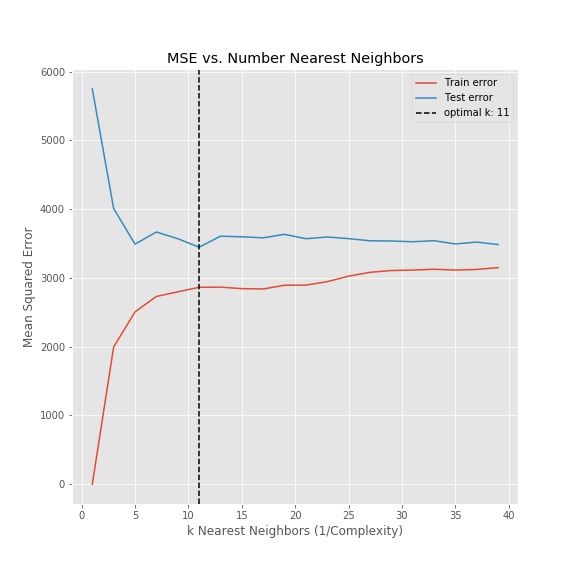 MSE vs. Number Nearest Neighbors
Train error
Test error
optimal k: 11
6000
5000
4000
3000
2000
1000
0
Mean Squared Error
0 5 10 15 20 25 30 35 40
k Nearest Neighbors (1/Complexity)